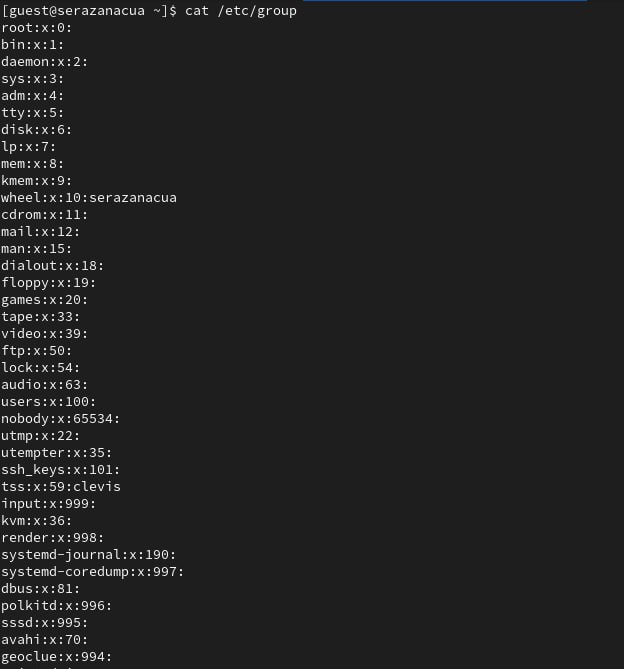 [guest@serazanacua ~]$ cat /etc/group
root:x:0:
bin:x:1:
daemon:x:2:
sys:x:3:
adm:x:4:
tty:x:5:
disk:x:6:
lp:x:7:
mem:x:8:
kmem:x:9:
wheel:x:10:serazanacua
cdrom:x:11:
mail:x:12:
man:x:15:
dialout:x:18:
floppy:x:19:
games:x:20:
tape:x:33:
video:x:39:
ftp:x:50:
lock:x:54:
audio:x:63:
users:x:100:
nobody:x:65534:
utmp:x:22:
utempter:x:35:
ssh_keys:x:101:
tss:x:59:clevis
input:x:999:
kvm:x:36:
render:x:998:
systemd-journal:x:190:
systemd-coredump:x:997:
dbus:x:81:
polkitd:x:996:
sssd:x:995:
avahi:x:70:
geoclue:x:994: